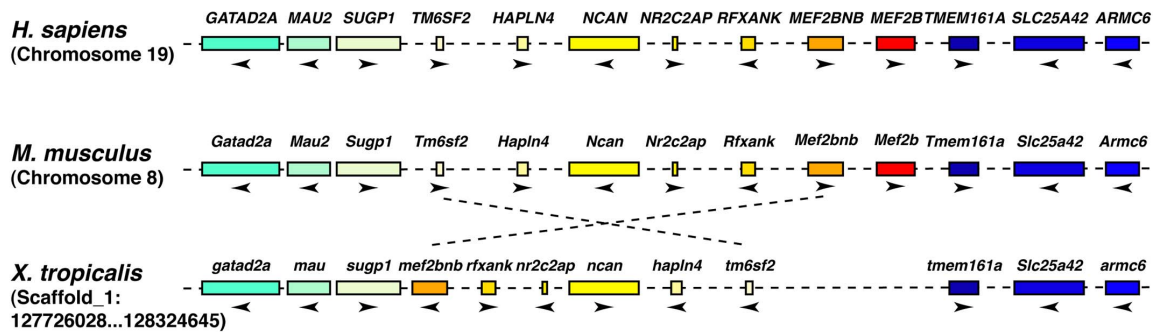 GATAD2A MAU2 SUGP1 TM6SF2 HAPLN4 NCAN NR2C2AP RFXANK MEF2BNB MEF2B TMEM161A SLC25A42 ARMC6
H. sapiens
(Chromosome 19)
Gatad2a Mau2 Sugp1 Tm6sf2 Hapln4 Ncan Nr2c2ap Rfxank Mef2bnb Mef2b Tmem161a Slc25a42 Armc6
M. musculus
(Chromosome 8)
gatad2a mau sugp1 mef2bnb rfxank nr2c2ap ncan hapln4 tm6sf2 tmem161a Slc25a42 armc6
X. tropicalis
(Scaffold_1:
127726028...128324645)